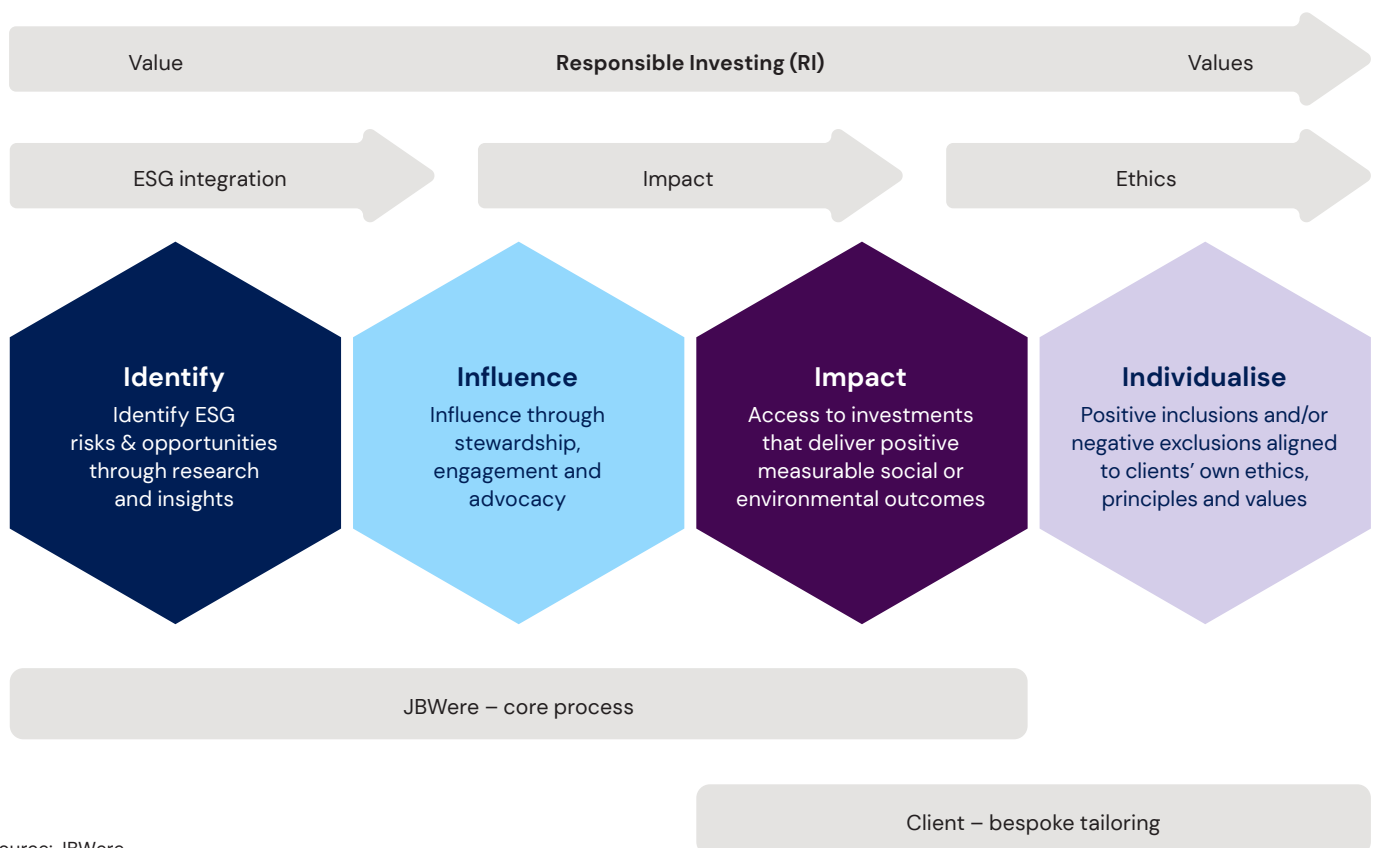 Value
Responsible Investing (RI)
Values
ESG integration
Impact
Ethics
Identify
Identify ESG
risks & opportunities
through research
and insights
Influence
Influence through
stewardship,
engagement and
advocacy
Impact
Access to investments
that deliver positive
measurable social or
environmental outcomes
Individualise
Positive inclusions and/or
negative exclusions aligned
to clients’ own ethics,
principles and values
JBWere – core process
Client – bespoke tailoring
JBWere